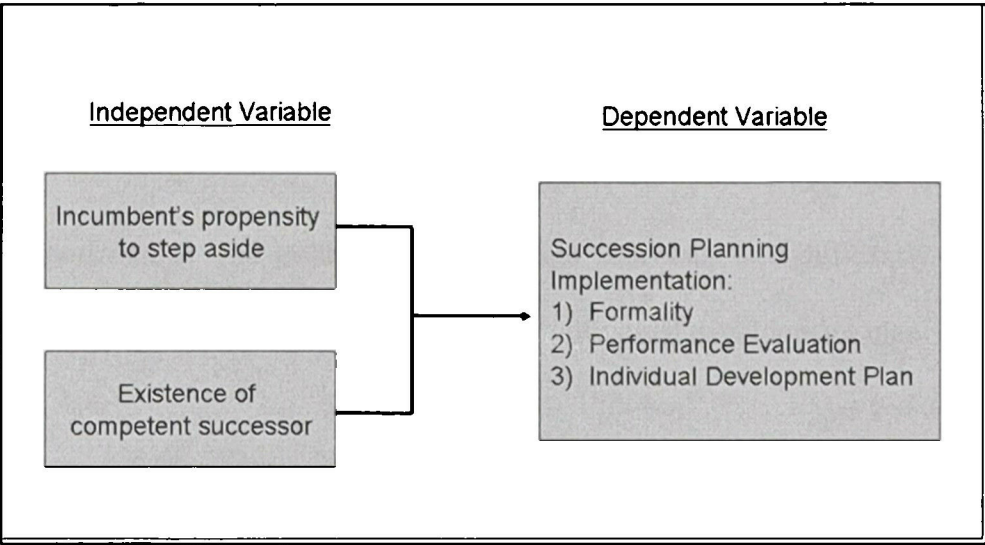 Independent Variable
Dependent Variable
Incumbent's propensity
to step aside
Existence of
competent successor
Succession Planning
Implementation:
1) Formality
2) Performance Evaluation
3) Individual Development Plan